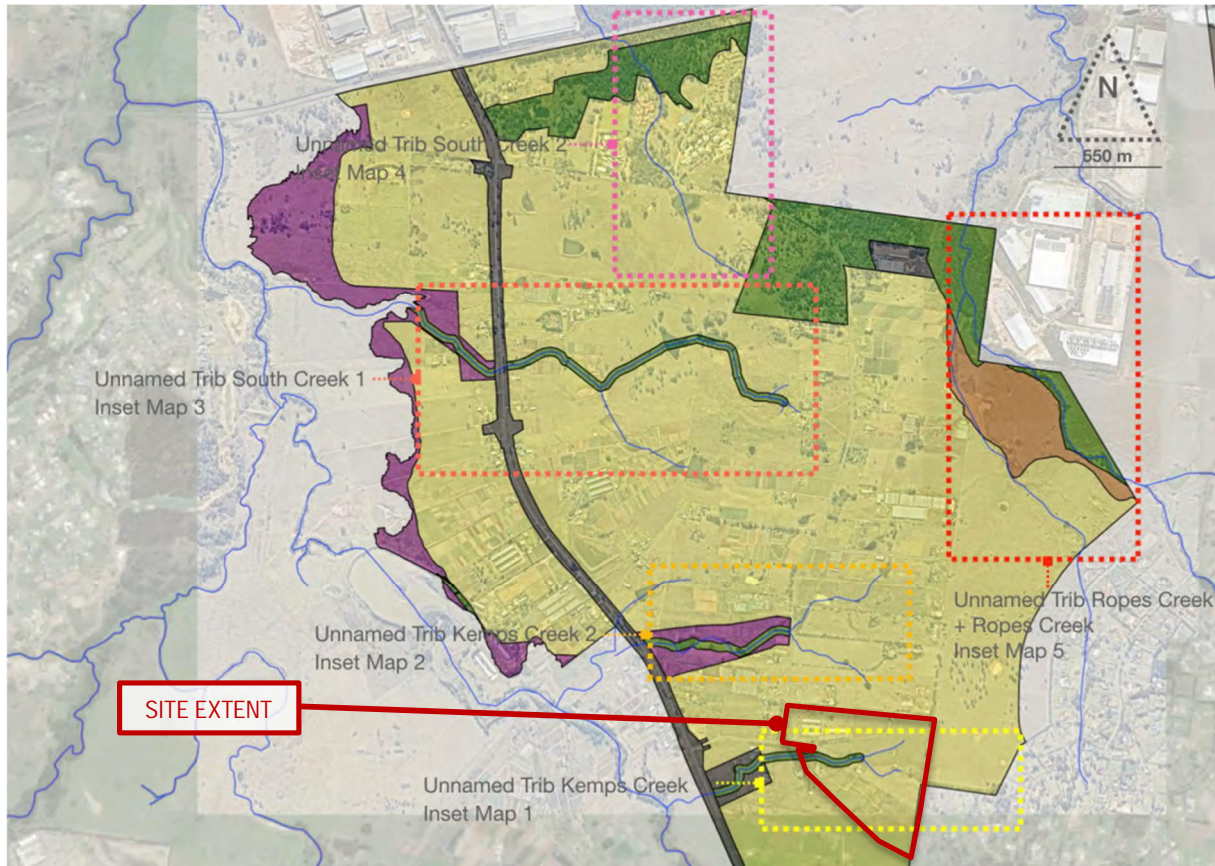 N
550 m
Unnamed Trib South Creek 2
Inset Map 4
Unnamed Trib South Creek 1
Inset Map 3
Unnamed Trib Ropes Creek
+ Ropes Creek
Inset Map 5
Unnamed Trib Kemps Creek 2
Inset Map 2
SITE EXTENT
Unnamed Trib Kemps Creek
Inset Map 1